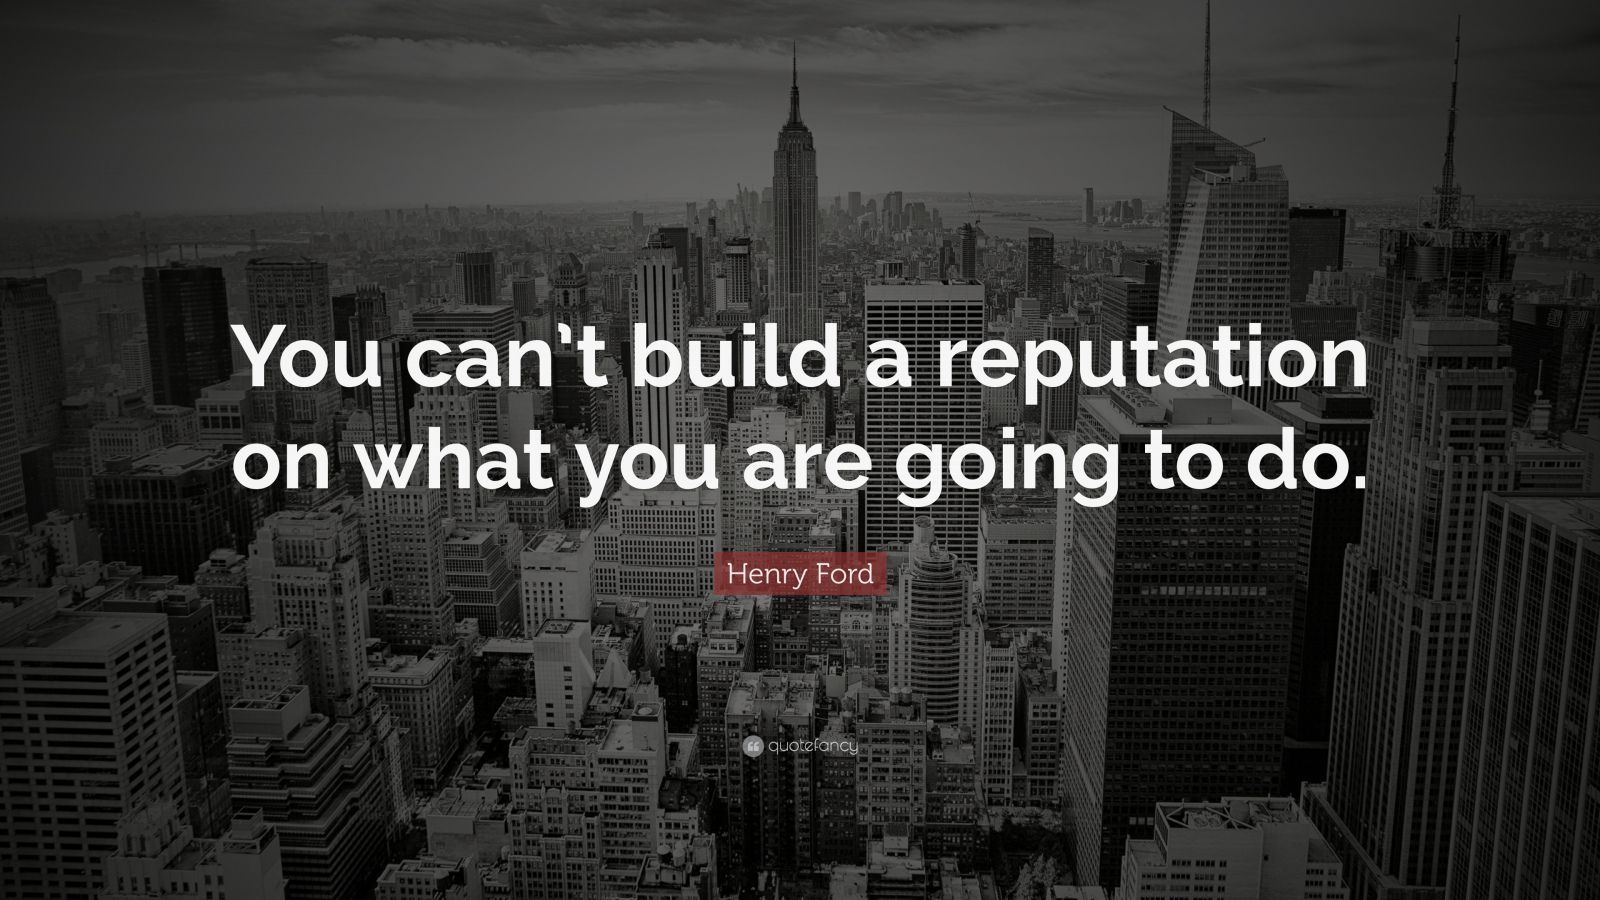 You can’t build a reputation
on what you are going to do.
Henry Ford
quotefancy